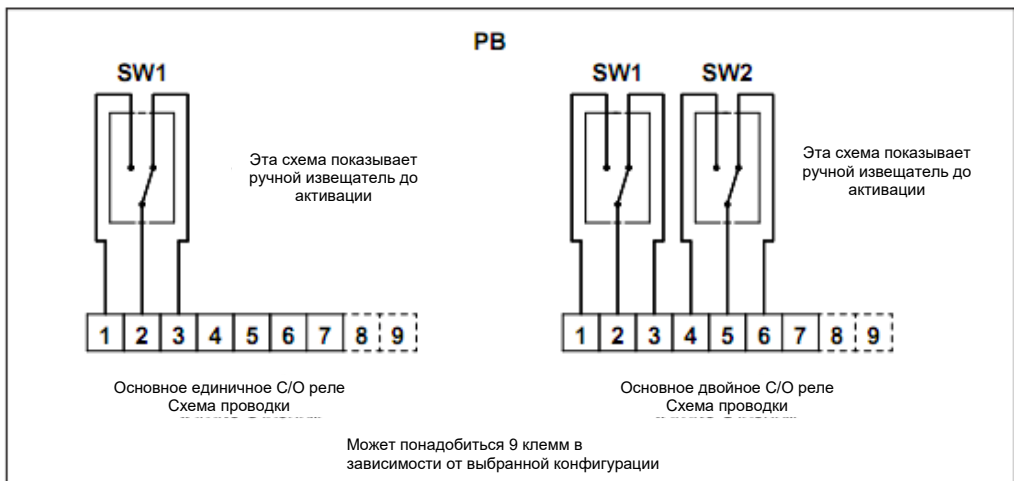 PB
SW1
Эта схема показывает
ручной извещатель до
активации
1 2 3 4 5 6 7 8 9
Основное единичное С/О реле
Схема проводки
SW1 SW2
Эта схема показывает
ручной извещатель до
активации
1 2 3 4 5 6 7 8 9
Основное двойное С/О реле
Схема проводки
Может понадобиться 9 клемм в
зависимости от выбранной конфигурации